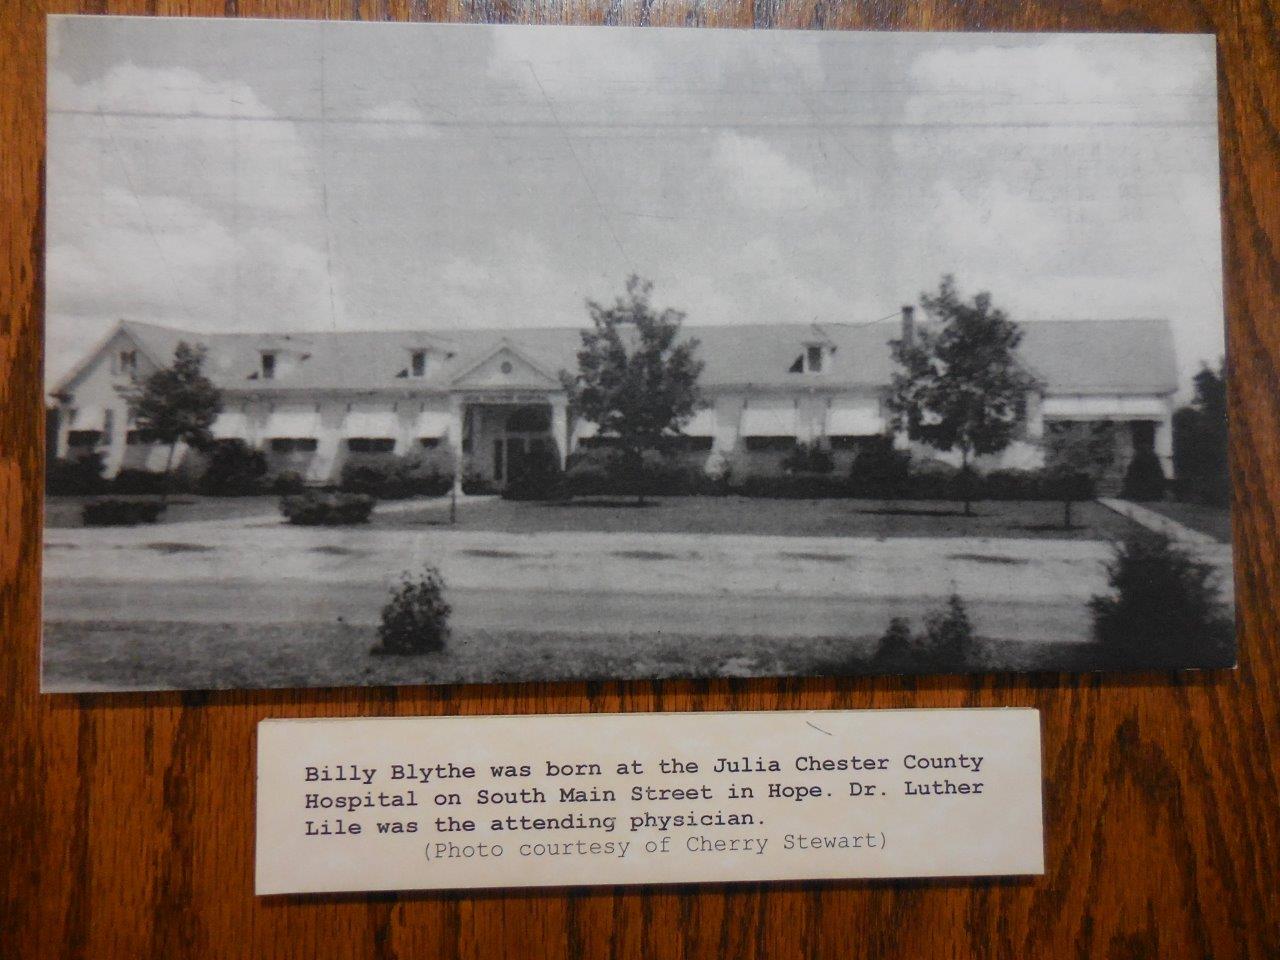 Billy Blythe was born at the Julia Chester County
Hospital on South Main Street in Hope. Dr. Luther
Lile was the attending physician.
(Photo courtesy of Cherry Stewart)